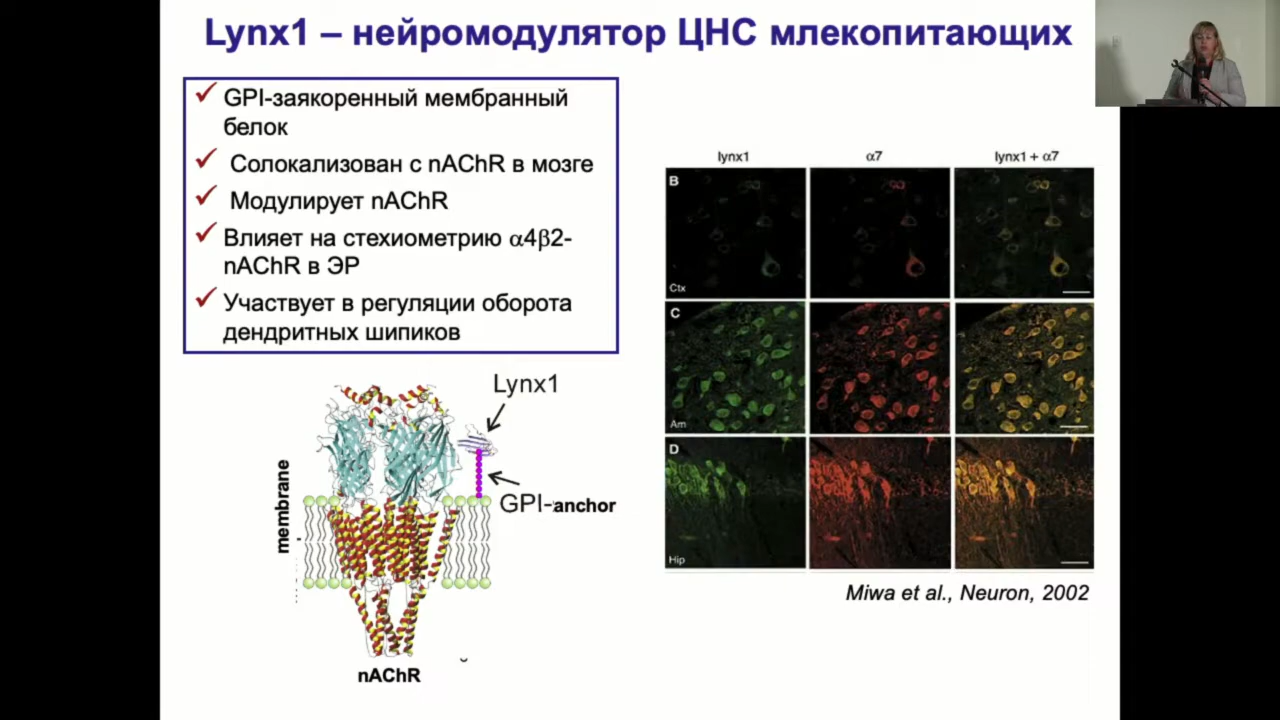 Lynx1 – нейромодулятор ЦНС млекопитающих
GPI-заякоренный мембранный
белок
Солокализован с nAChR в мозге
Модулирует nAChR
Влияет на стехиометрию α4β2-
nAChR в ЭР
Участвует в регуляции оборота
дендритных шипиков
lynx1
α7
lynx1 + α7
B
Ctx
C
Am
D
Hip
Miwa et al., Neuron, 2002
Lynx1
GPI-anchor
membrane
nAChR